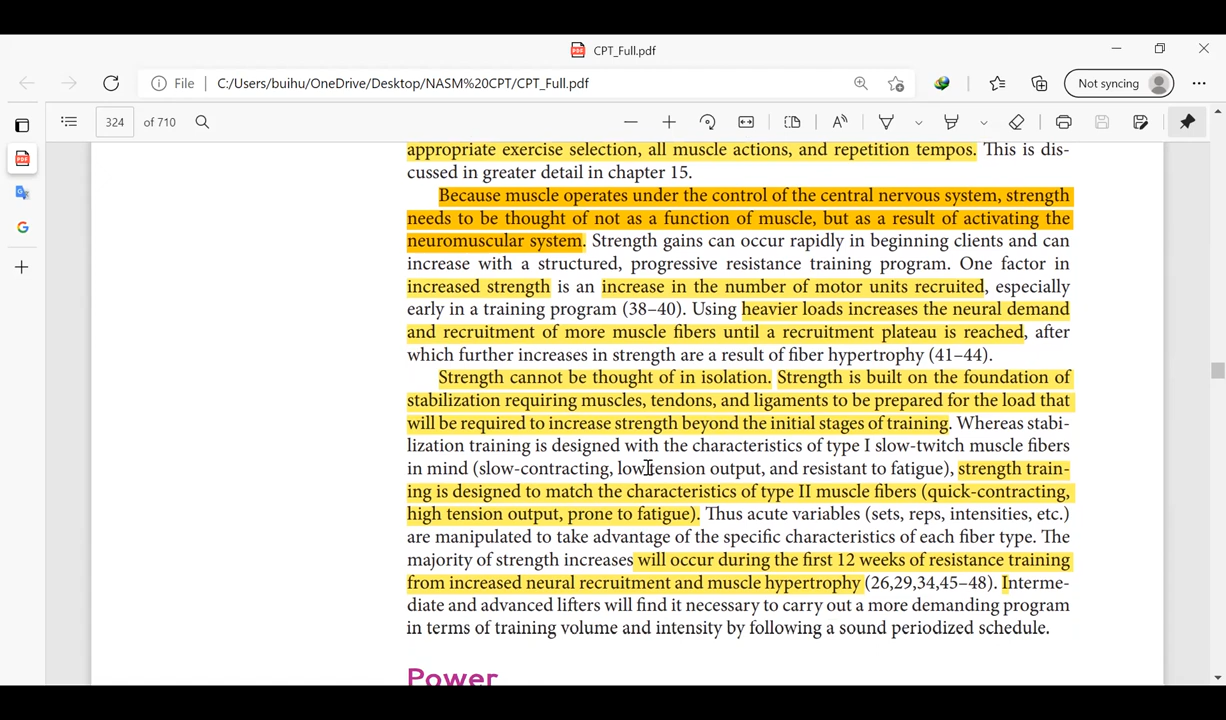 CPT_Full.pdf
File C:/Users/buihu/OneDrive/Desktop/NASM%20CPT/CPT_Full.pdf
Not syncing
324 of 710
appropriate exercise selection, all muscle actions, and repetition tempos. This is dis-
cussed in greater detail in chapter 15.
Because muscle operates under the control of the central nervous system, strength
needs to be thought of not as a function of muscle, but as a result of activating the
neuromuscular system. Strength gains can occur rapidly in beginning clients and can
increase with a structured, progressive resistance training program. One factor in
increased strength is an increase in the number of motor units recruited, especially
early in a training program (38–40). Using heavier loads increases the neural demand
and recruitment of more muscle fibers until a recruitment plateau is reached, after
which further increases in strength are a result of fiber hypertrophy (41–44).
Strength cannot be thought of in isolation. Strength is built on the foundation of
stabilization requiring muscles, tendons, and ligaments to be prepared for the load that
will be required to increase strength beyond the initial stages of training. Whereas stabi-
lization training is designed with the characteristics of type I slow-twitch muscle fibers
in mind (slow-contracting, low tension output, and resistant to fatigue), strength train-
ing is designed to match the characteristics of type II muscle fibers (quick-contracting,
high tension output, prone to fatigue). Thus acute variables (sets, reps, intensities, etc.)
are manipulated to take advantage of the specific characteristics of each fiber type. The
majority of strength increases will occur during the first 12 weeks of resistance training
from increased neural recruitment and muscle hypertrophy (26,29,34,45–48). Interme-
diate and advanced lifters will find it necessary to carry out a more demanding program
in terms of training volume and intensity by following a sound periodized schedule.
Power